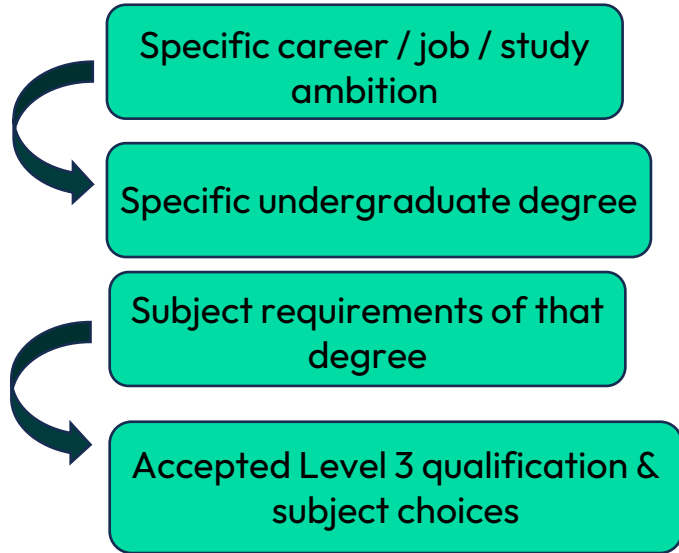 Specific career / job / study
ambition
Specific undergraduate degree
Subject requirements of that
degree
Accepted Level 3 qualification &
subject choices